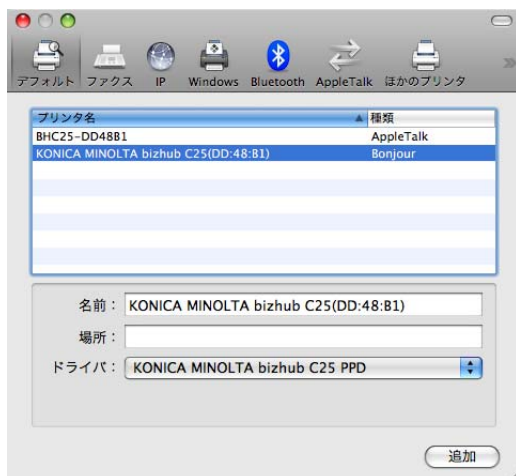 デフォルト ファクス IP Windows Bluetooth AppleTalk ほかのプリンタ
プリンタ名 種類
BHC25-DD48B1 AppleTalk
KONICA MINOLTA bizhub C25(DD:48:B1) Bonjour
名前： KONICA MINOLTA bizhub C25(DD:48:B1)
場所：
ドライバ： KONICA MINOLTA bizhub C25 PPD
追加